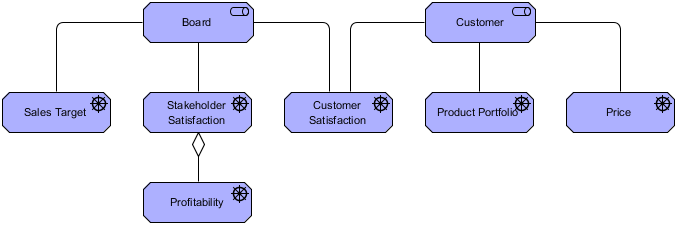 Board
Customer
Sales Target
Stakeholder
Satisfaction
Customer
Satisfaction
Product Portfolio
Price
Profitability